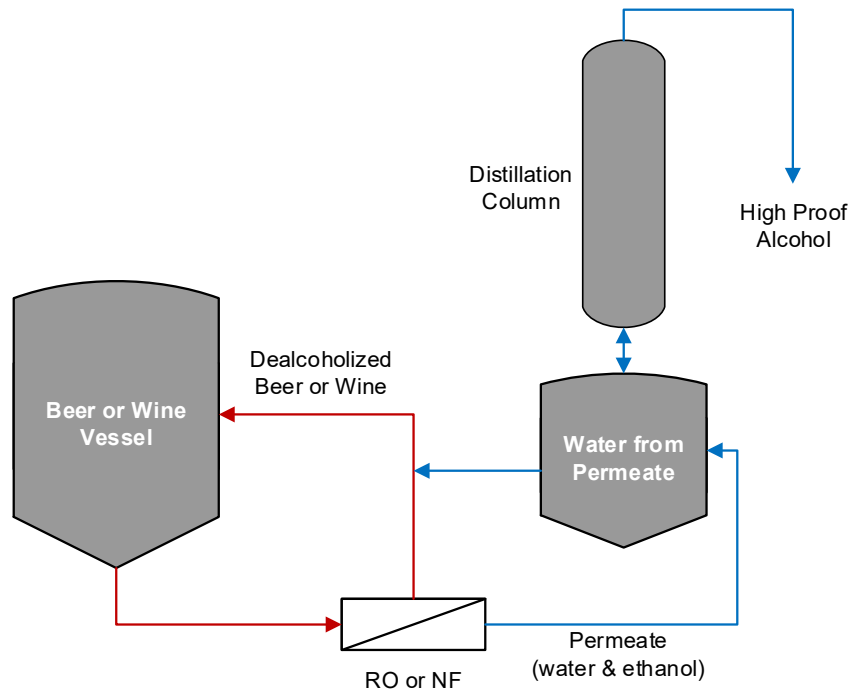 Distillation
Column
High Proof
Alcohol
Dealcoholized
Beer or Wine
Beer or Wine
Vessel
Water from
Permeate
Permeate
(water & ethanol)
RO or NF